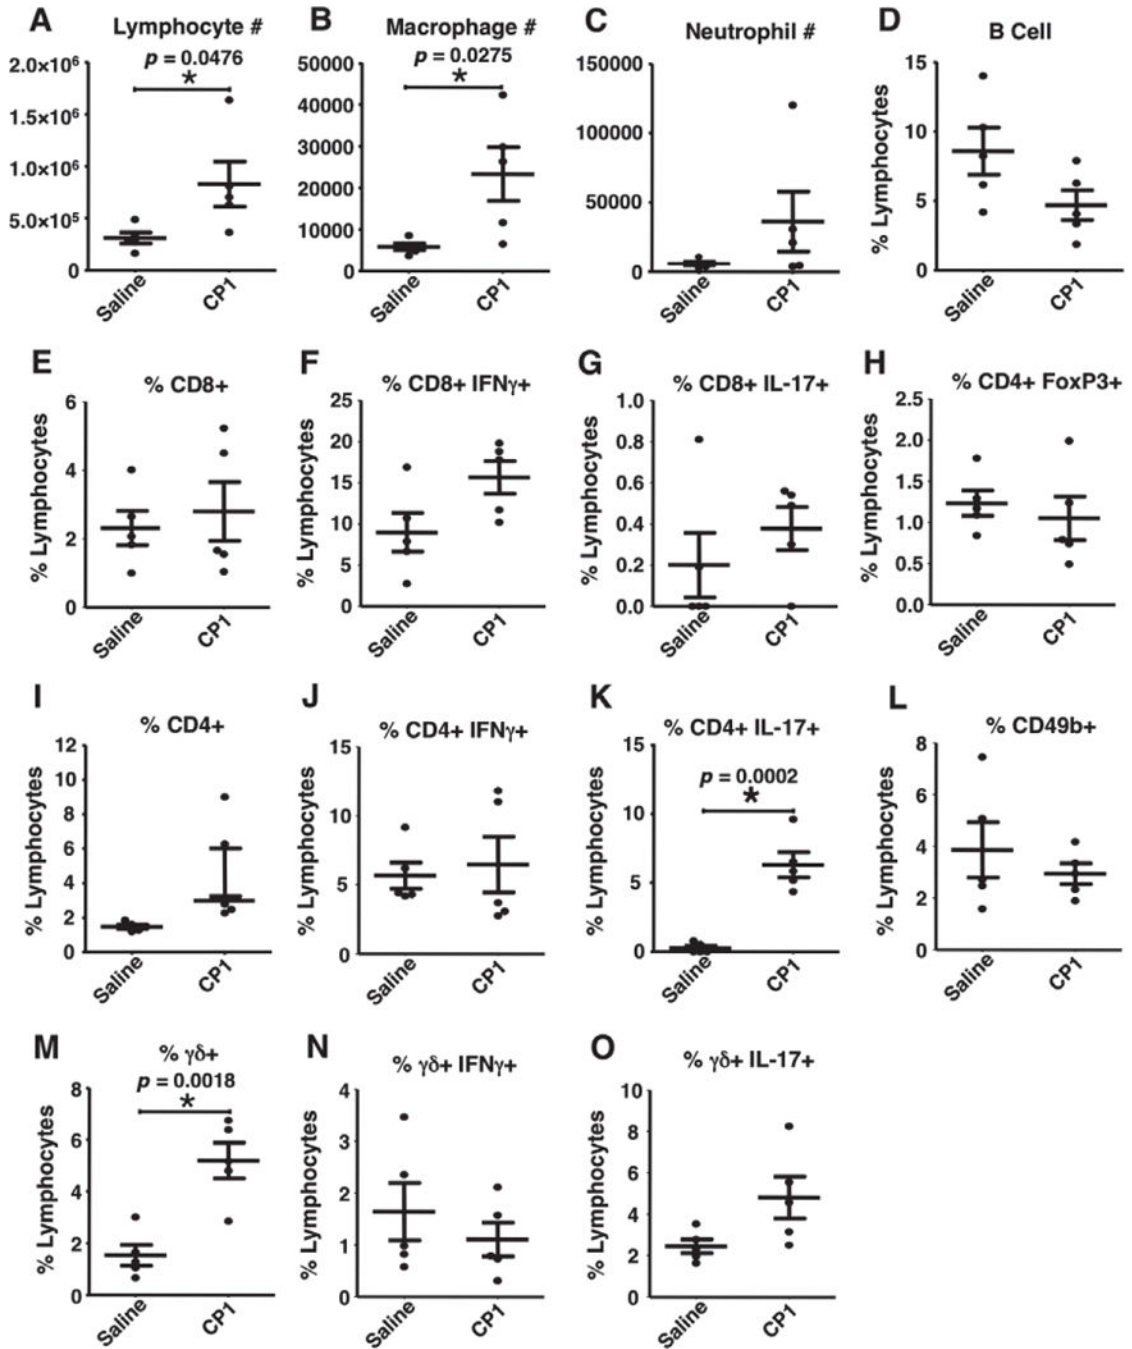 A Lymphocyte #
p = 0.0476
*
2.0×10⁶
1.5×10⁶
1.0×10⁶
5.0×10⁵
0
Saline CP1
B Macrophage #
p = 0.0275
*
50000
40000
30000
20000
10000
0
Saline CP1
C Neutrophil #
150000
100000
50000
0
Saline CP1
D B Cell
% Lymphocytes
15
10
5
0
Saline CP1
E % CD8+
% Lymphocytes
6
4
2
0
Saline CP1
F % CD8+ IFNγ+
% Lymphocytes
25
20
15
10
5
0
Saline CP1
G % CD8+ IL-17+
% Lymphocytes
1.0
0.8
0.6
0.4
0.2
0.0
Saline CP1
H % CD4+ FoxP3+
% Lymphocytes
2.5
2.0
1.5
1.0
0.5
0.0
Saline CP1
I % CD4+
% Lymphocytes
12
10
8
6
4
2
0
Saline CP1
J % CD4+ IFNγ+
% Lymphocytes
15
10
5
0
Saline CP1
K % CD4+ IL-17+
p = 0.0002
*
% Lymphocytes
15
10
5
0
Saline CP1
L % CD49b+
% Lymphocytes
8
6
4
2
0
Saline CP1
M % γδ+
p = 0.0018
*
% Lymphocytes
8
6
4
2
0
Saline CP1
N % γδ+ IFNγ+
% Lymphocytes
4
3
2
1
0
Saline CP1
O % γδ+ IL-17+
% Lymphocytes
10
8
6
4
2
0
Saline CP1